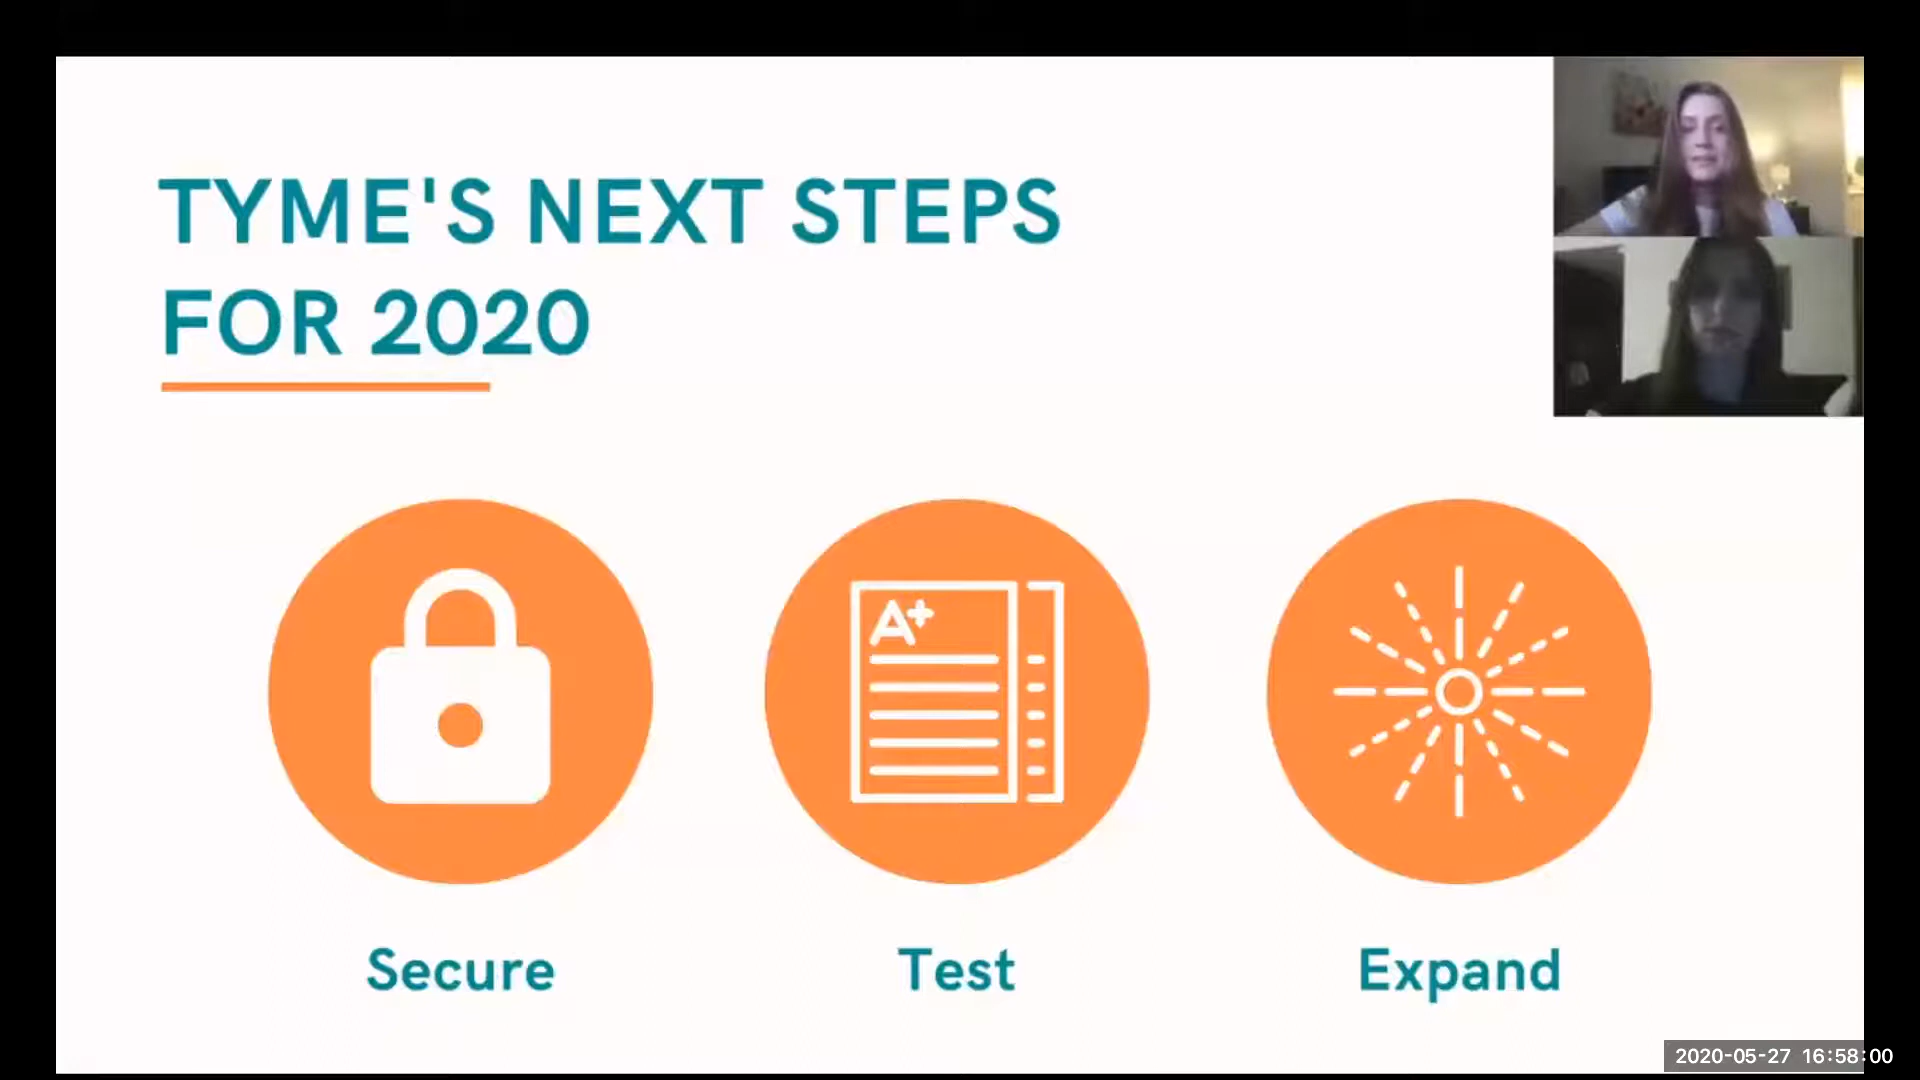 TYME'S NEXT STEPS
FOR 2020
A+
Secure
Test
Expand
2020-05-27 16:58:00